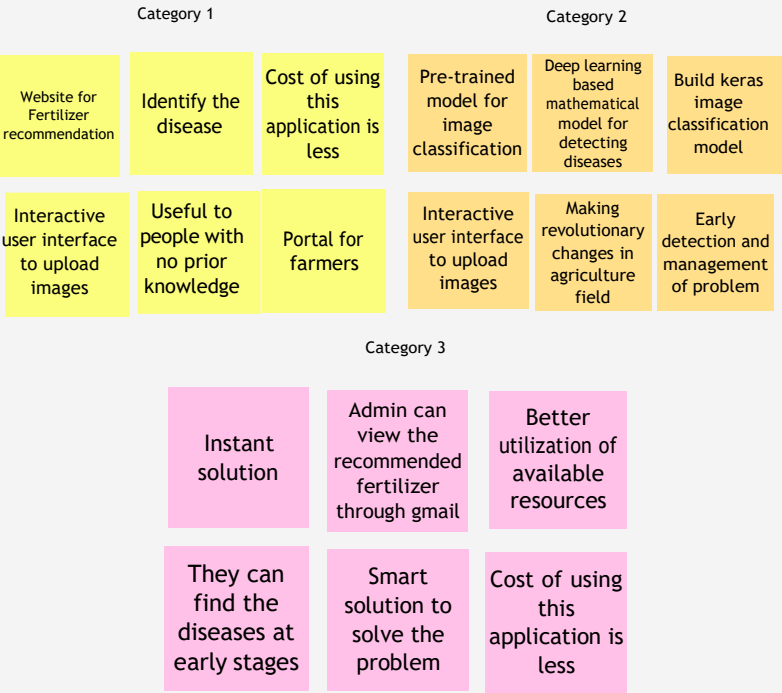 Category 1
Website for
Fertilizer
recommendation
Identify the
disease
Cost of using
this
application is
less
Interactive
user interface
to upload
images
Useful to
people with
no prior
knowledge
Portal for
farmers
Category 2
Pre-trained
model for
image
classification
Deep learning
based
mathematical
model for
detecting
diseases
Build keras
image
classification
model
Interactive
user interface
to upload
images
Making
revolutionary
changes in
agriculture
field
Early
detection and
management
of problem
Category 3
Instant
solution
Admin can
view the
recommended
fertilizer
through gmail
Better
utilization of
available
resources
They can
find the
diseases at
early stages
Smart
solution to
solve the
problem
Cost of using
this
application is
less